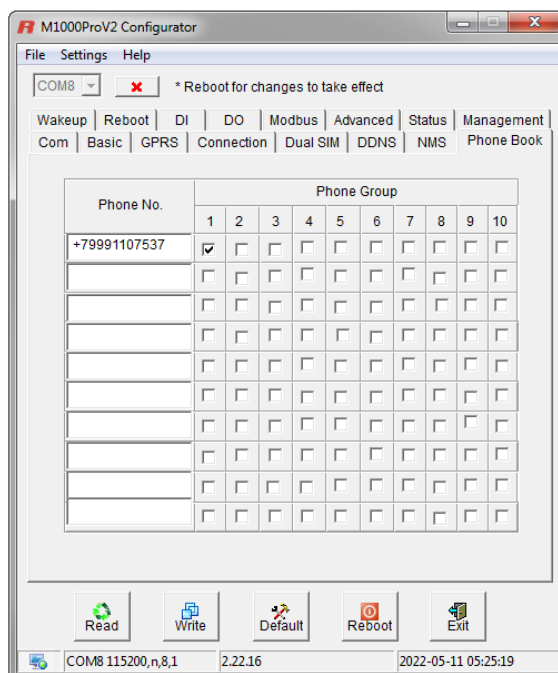 M1000ProV2 Configurator
File Settings Help
COM8 * Reboot for changes to take effect
Wakeup Reboot DI DO Modbus Advanced Status Management
Com Basic GPRS Connection Dual SIM DDNS NMS Phone Book
Phone Group
Phone No.
1 2 3 4 5 6 7 8 9 10
+79991107537
Read Write Default Reboot Exit
COM8 115200,n,8,1 2.22.16 2022-05-11 05:25:19